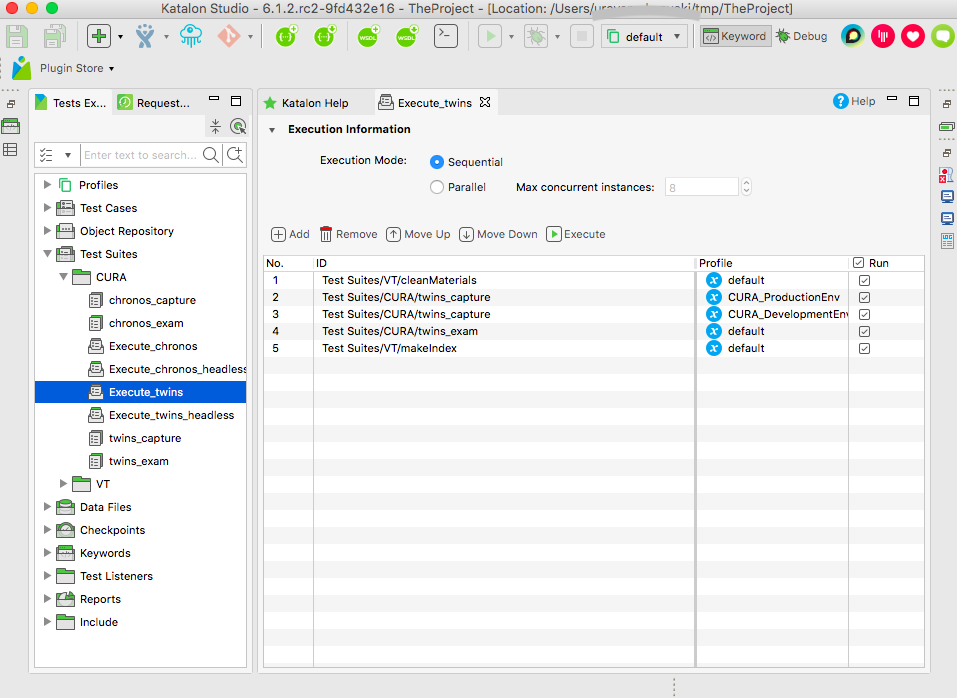 Katalon Studio - 6.1.2.rc2-9fd432e16 - TheProject - [Location: /Users/ /tmp/TheProject]
WSDL WSDL default Keyword Debug
Plugin Store
Tests Ex... Request... Katalon Help Execute_twins Help
Enter text to search...
Profiles
Test Cases
Object Repository
Test Suites
CURA
chronos_capture
chronos_exam
Execute_chronos
Execute_chronos_headless
Execute_twins
Execute_twins_headless
twins_capture
twins_exam
VT
Data Files
Checkpoints
Keywords
Test Listeners
Reports
Include
Execution Information
Execution Mode: Sequential
Parallel Max concurrent instances: 8
Add Remove Move Up Move Down Execute
No. ID Profile Run
1 Test Suites/VT/cleanMaterials x default
2 Test Suites/CURA/twins_capture x CURA_ProductionEnv
3 Test Suites/CURA/twins_capture x CURA_DevelopmentEnv
4 Test Suites/CURA/twins_exam x default
5 Test Suites/VT/makeIndex x default